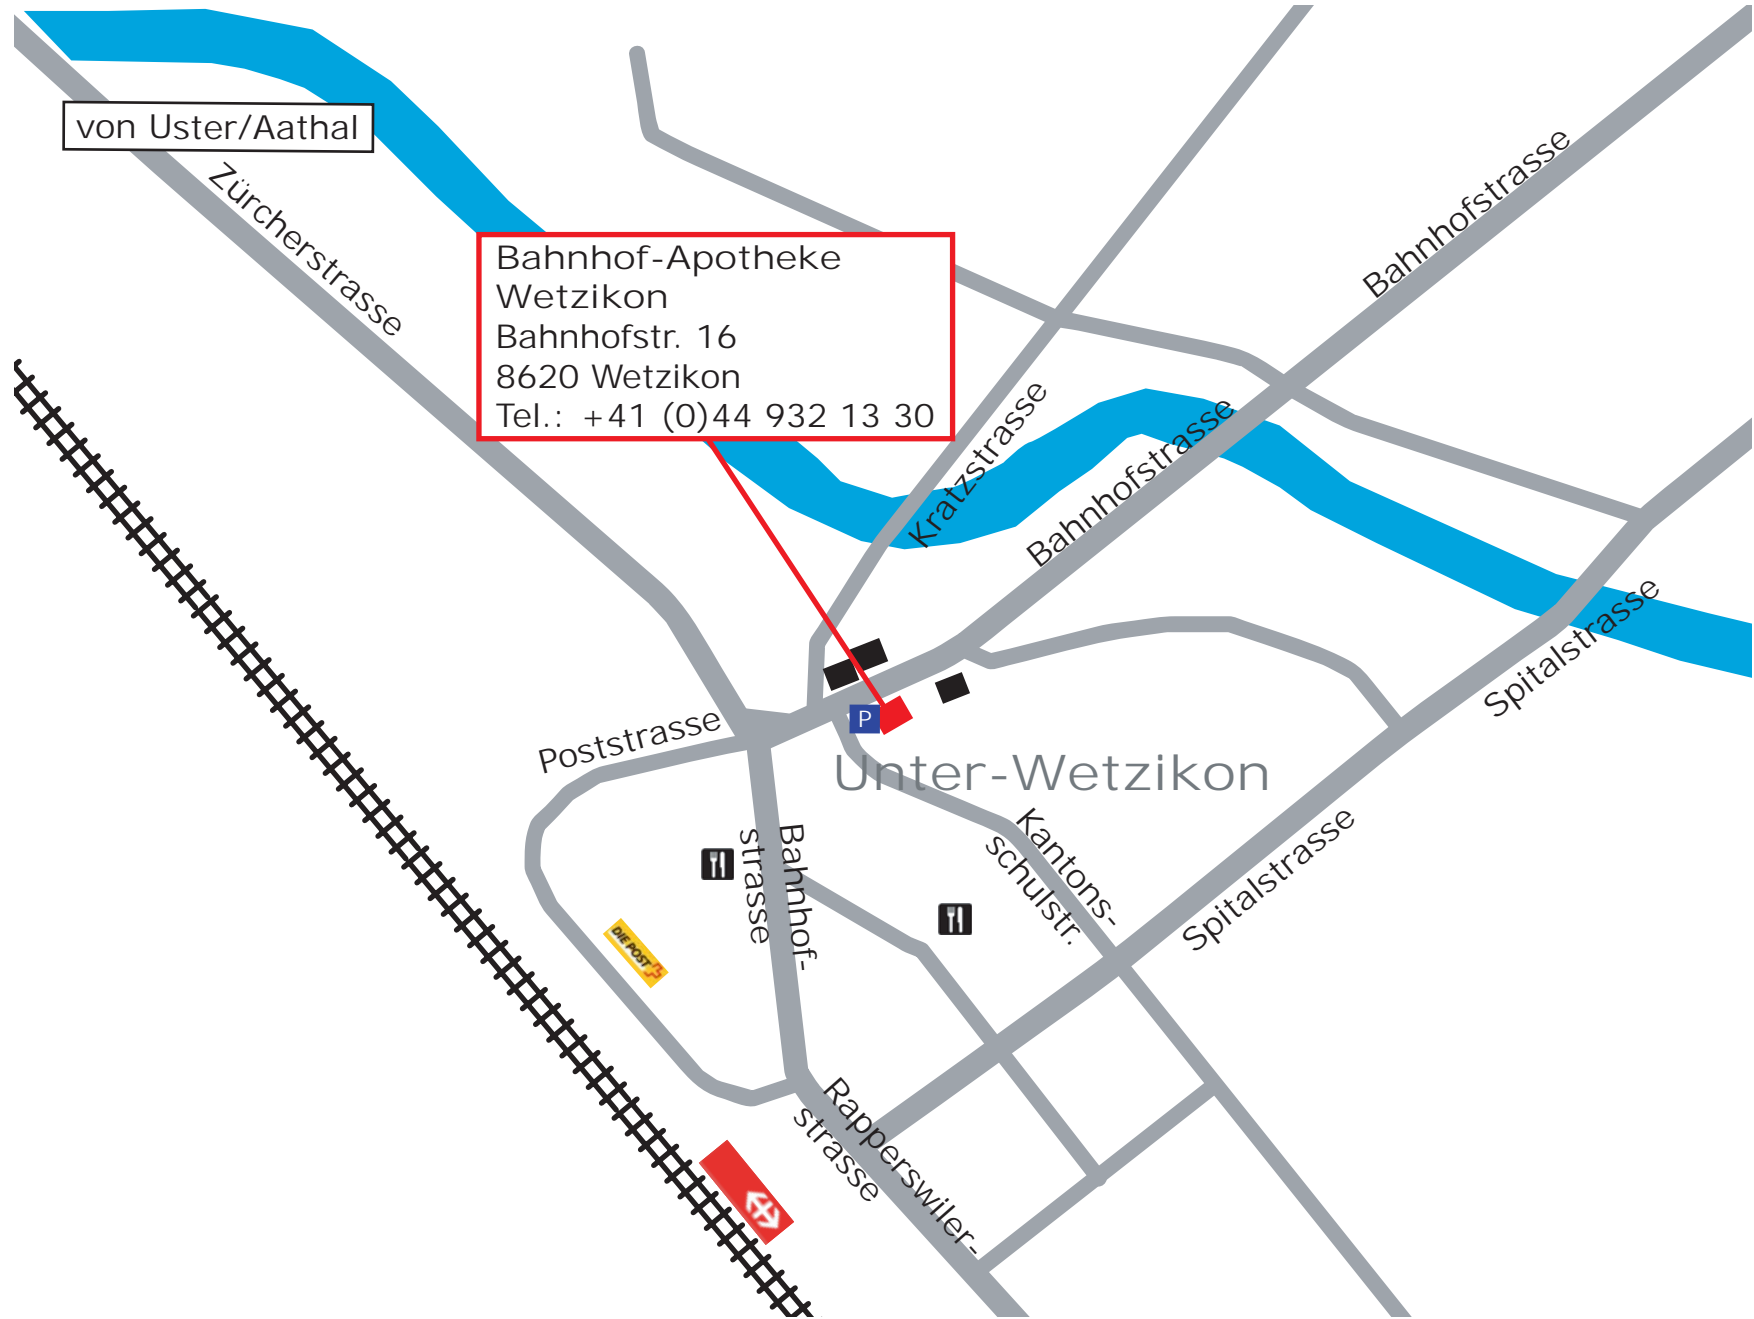 von Uster/Aathal
Zürcherstrasse
Bahnhof-Apotheke
Wetzikon
Bahnhofstr. 16
8620 Wetzikon
Tel.: +41 (0)44 932 13 30
Bahnhofstrasse
Kratzstrasse
Bahnhofstrasse
Spitalstrasse
Poststrasse
P
Unter-Wetzikon
Bahnhof-
strasse
Kantons-
schulstr.
Spitalstrasse
DIE POST
Rapperswiler-
strasse